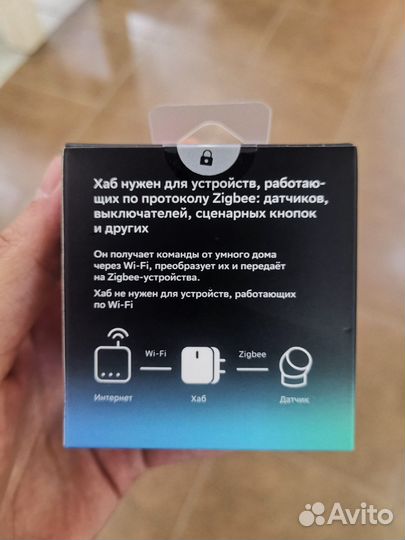 Хаб нужен для устройств, работаю-
щих по протоколу Zigbee: датчиков,
выключателей, сценарных кнопок
и других
Он получает команды от умного дома
через Wi-Fi, преобразует их и передаёт
на Zigbee-устройства.
Хаб не нужен для устройств, работающих
по Wi-Fi
Wi-Fi
Zigbee
Интернет
Хаб
Датчик
Avito